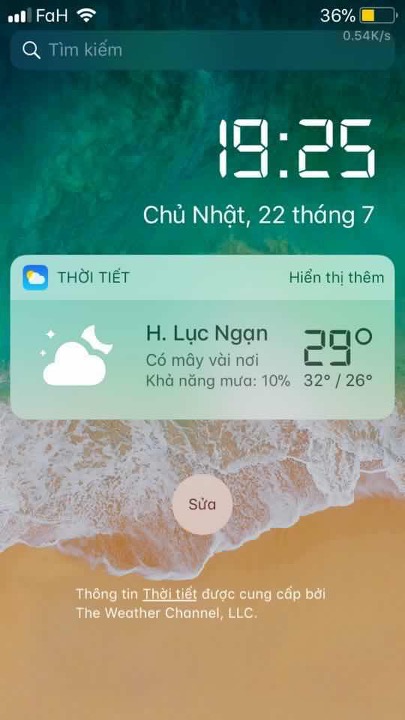 FaH 36%
0.54K/s
Tìm kiếm
19:25
Chủ Nhật, 22 tháng 7
THỜI TIẾT Hiển thị thêm
H. Lục Ngạn 29°
Có mây vài nơi
Khả năng mưa: 10% 32° / 26°
Sửa
Thông tin Thời tiết được cung cấp bởi
The Weather Channel, LLC.